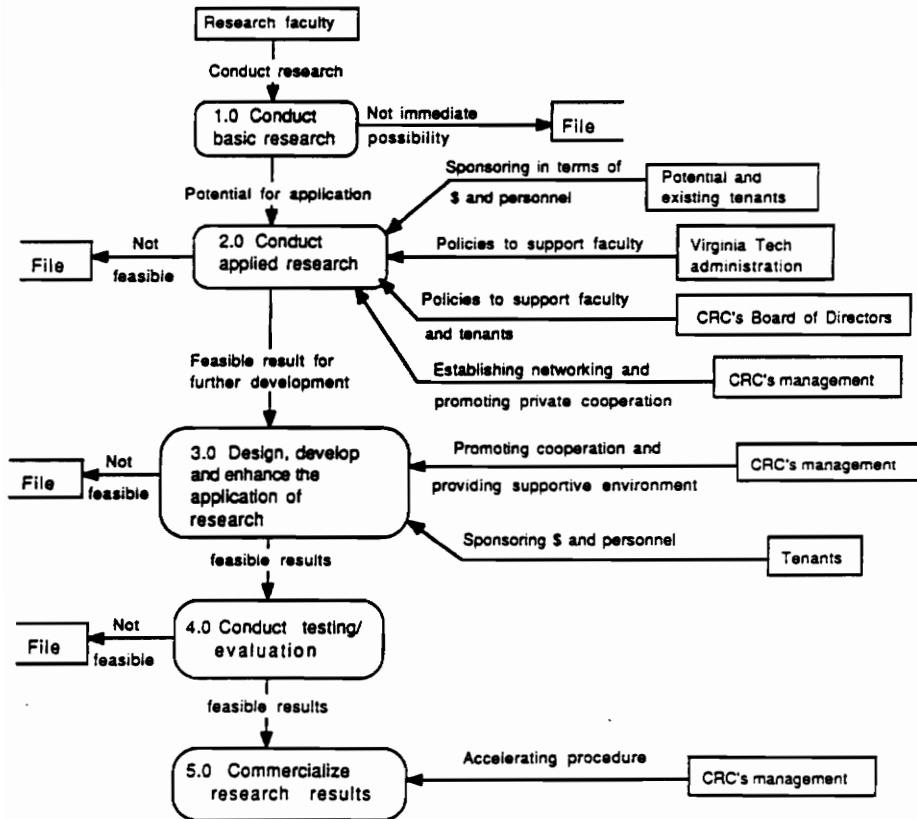 Research faculty
Conduct research
1.0 Conduct
basic research
Not immediate
possibility
File
Potential for application
Sponsoring in terms of
$ and personnel
Potential and
existing tenants
File
Not
feasible
2.0 Conduct
applied research
Policies to support faculty
Virginia Tech
administration
Policies to support faculty
and tenants
CRC's Board of Directors
Feasible result for
further development
Establishing networking and
promoting private cooperation
CRC's management
File
Not
feasible
3.0 Design, develop
and enhance the
application of
research
Promoting cooperation and
providing supportive environment
CRC's management
Sponsoring $ and personnel
Tenants
feasible results
File
Not
feasible
4.0 Conduct testing/
evaluation
feasible results
5.0 Commercialize
research results
Accelerating procedure
CRC's management